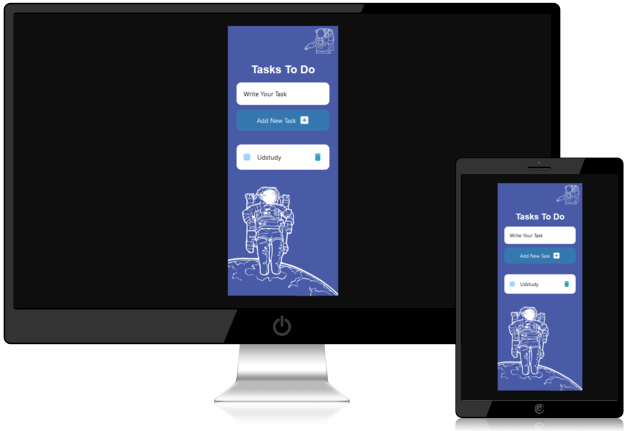 Tasks To Do
Write Your Task
Add New Task
Udstudy
Tasks To Do
Write Your Task
Add New Task
Udstudy